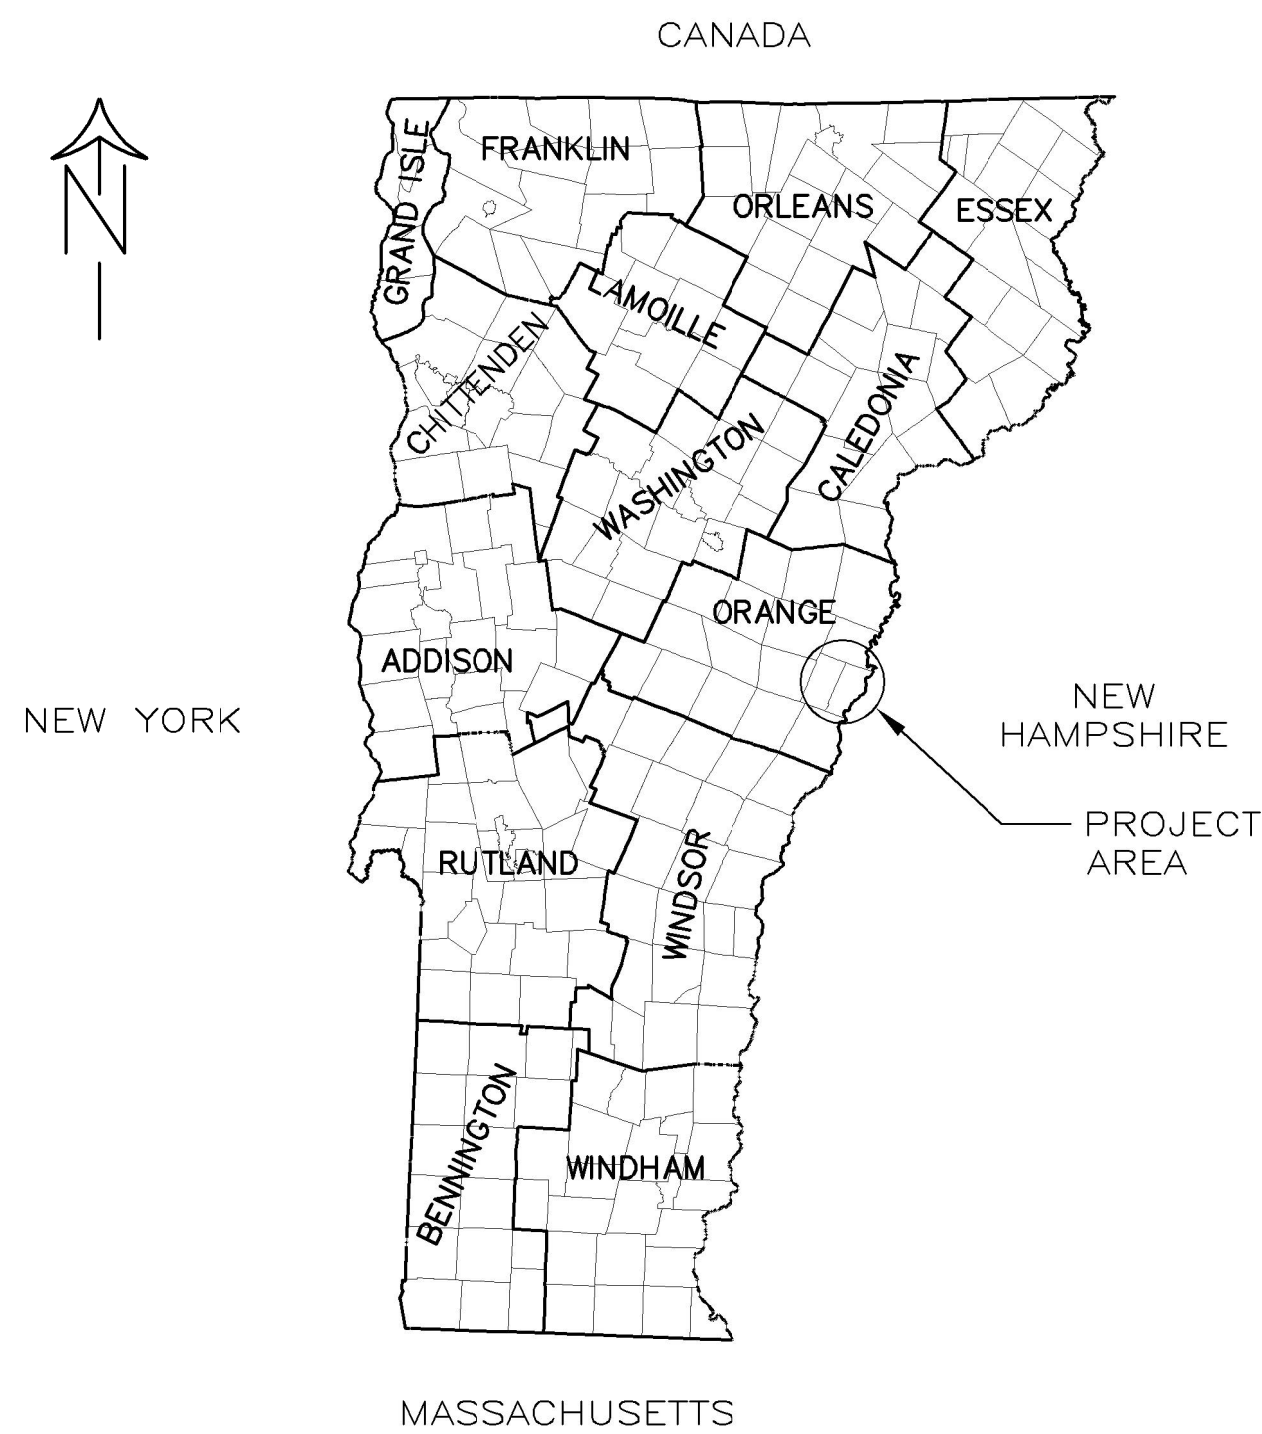 CANADA
N
FRANKLIN
GRAND ISLE
ORLEANS
ESSEX
LAMOILLE
CHITTENDEN
CALEDONIA
WASHINGTON
ORANGE
ADDISON
NEW YORK
NEW
HAMPSHIRE
PROJECT
AREA
RUTLAND
WINDSOR
BENNINGTON
WINDHAM
MASSACHUSETTS